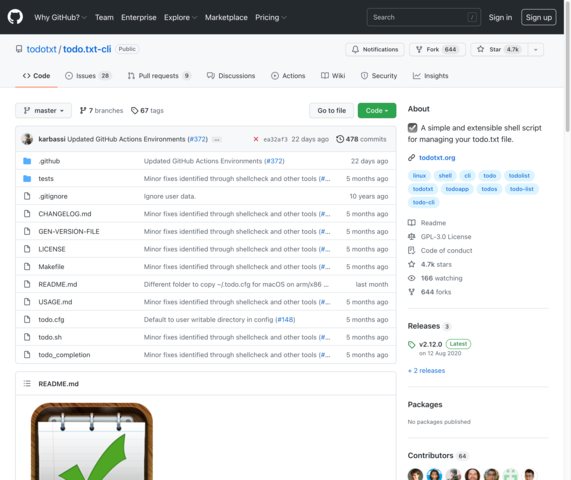 Why GitHub? Team Enterprise Explore Marketplace Pricing Search / Sign in Sign up
todotxt / todo.txt-cli Public Notifications Fork 644 Star 4.7k
Code Issues 28 Pull requests 9 Discussions Actions Wiki Security Insights
master 7 branches 67 tags Go to file Code
karbassi Updated GitHub Actions Environments (#372) ... ea32af3 22 days ago 478 commits
.github Updated GitHub Actions Environments (#372) 22 days ago
tests Minor fixes identified through shellcheck and other tools (#... 5 months ago
.gitignore Ignore user data. 10 years ago
CHANGELOG.md Minor fixes identified through shellcheck and other tools (#... 5 months ago
GEN-VERSION-FILE Minor fixes identified through shellcheck and other tools (#... 5 months ago
LICENSE Minor fixes identified through shellcheck and other tools (#... 5 months ago
Makefile Minor fixes identified through shellcheck and other tools (#... 5 months ago
README.md Different folder to copy ~/.todo.cfg for macOS on arm/x86 ... last month
USAGE.md Minor fixes identified through shellcheck and other tools (#... 5 months ago
todo.cfg Default to user writable directory in config (#148) 5 months ago
todo.sh Minor fixes identified through shellcheck and other tools (#... 5 months ago
todo_completion Minor fixes identified through shellcheck and other tools (#... 5 months ago
README.md
About
A simple and extensible shell script
for managing your todo.txt file.
todotxt.org
linux shell cli todo todolist
todotxt todoapp todos todo-list
todo-cli
Readme
GPL-3.0 License
Code of conduct
4.7k stars
166 watching
644 forks
Releases 3
v2.12.0 Latest
on 12 Aug 2020
+ 2 releases
Packages
No packages published
Contributors 64